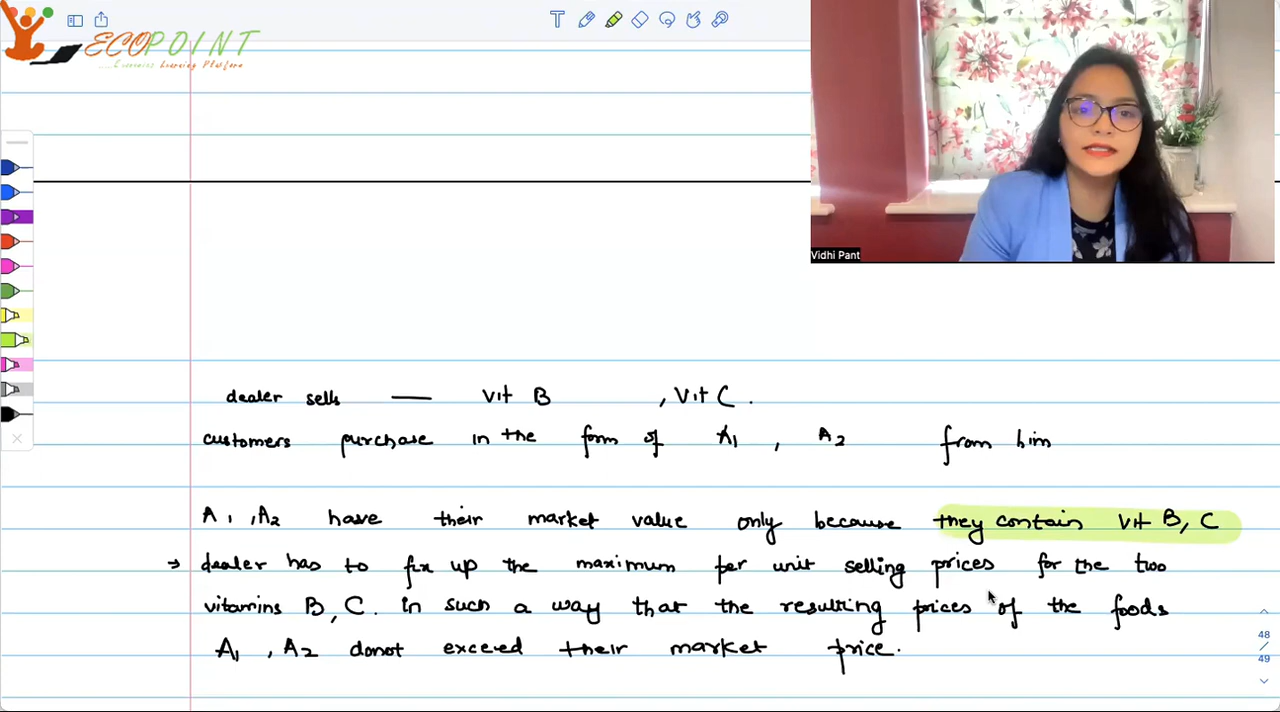 ECOPOINT
Economics Learning Platform
Vidhi Pant
dealer sells — Vit B , Vit C .
customers purchase in the form of A1 , A2 from him
A1 , A2 have their market value only because they contain vit B, C
→ dealer has to fix up the maximum per unit selling prices for the two
vitamins B, C. in such a way that the resulting prices of the foods
A1 , A2 donot exceed their market price.
48
/
49